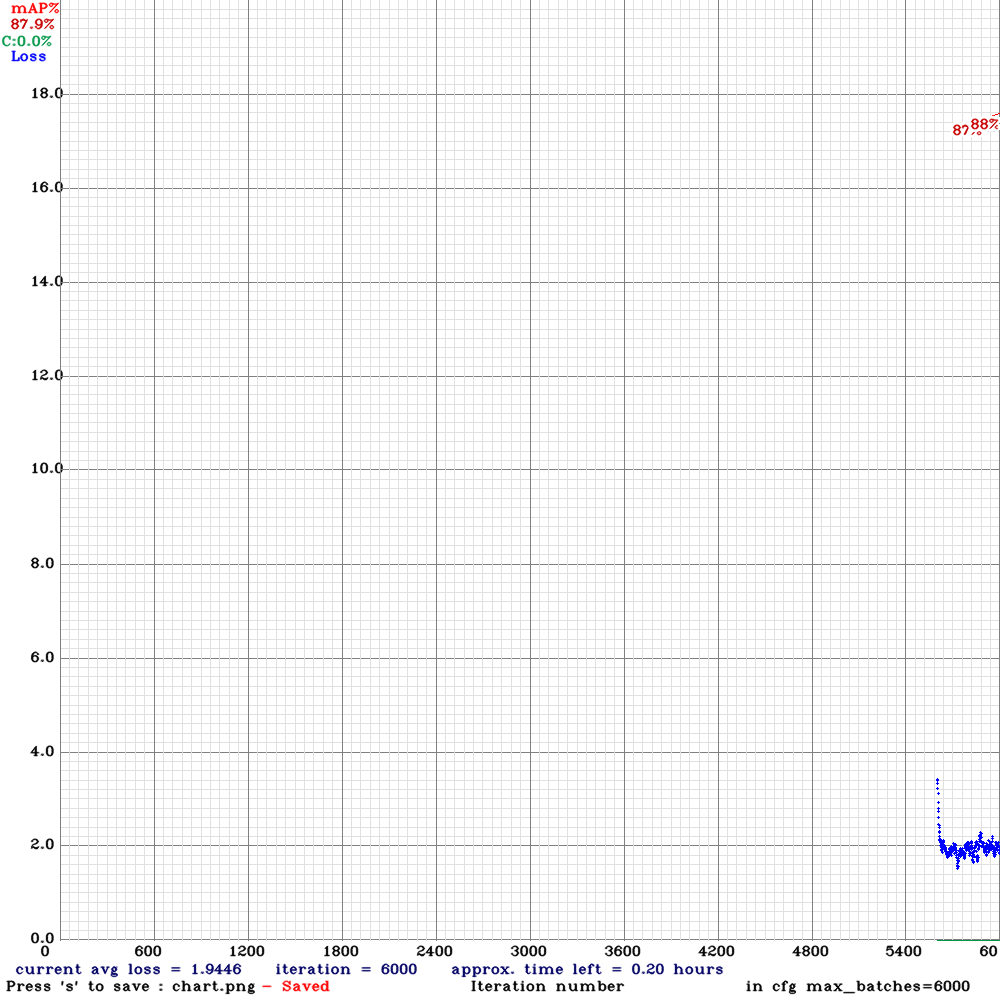 mAP%
87.9%
C:0.0%
Loss
18.0
87% 88%
16.0
14.0
12.0
10.0
8.0
6.0
4.0
2.0
0.0
0 600 1200 1800 2400 3000 3600 4200 4800 5400 60
current avg loss = 1.9446 iteration = 6000 approx. time left = 0.20 hours
Press 's' to save : chart.png - Saved Iteration number in cfg max_batches=6000